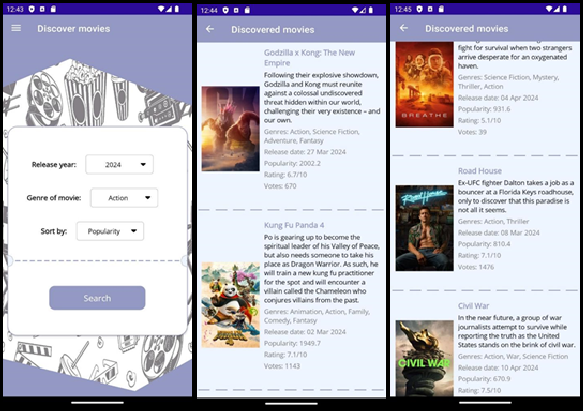 12:43
Discover movies
Release year:
2024
Genre of movie:
Action
Sort by:
Popularity
Search
12:44
Discovered movies
Godzilla x Kong: The New
Empire
Following their explosive showdown,
Godzilla and Kong must reunite
against a colossal undiscovered
threat hidden within our world,
challenging their very existence – and
our own.
Genres: Action, Science Fiction,
Adventure, Fantasy
Release date: 27 Mar 2024
Popularity: 2002.2
Rating: 6.7/10
Votes: 670
Kung Fu Panda 4
Po is gearing up to become the
spiritual leader of his Valley of Peace,
but also needs someone to take his
place as Dragon Warrior. As such, he
will train a new kung fu practitioner
for the spot and will encounter a
villain called the Chameleon who
conjures villains from the past.
Genres: Animation, Action, Family,
Comedy, Fantasy
Release date: 02 Mar 2024
Popularity: 1949.7
Rating: 7.1/10
Votes: 1143
12:45
Discovered movies
fight for survival when two strangers
arrive desperate for an oxygenated
haven.
Genres: Science Fiction, Mystery,
Thriller, Action
Release date: 04 Apr 2024
Popularity: 931.6
Rating: 5.1/10
Votes: 39
BREATHE
Road House
Ex-UFC fighter Dalton takes a job as a
bouncer at a Florida Keys roadhouse,
only to discover that this paradise is
not all it seems.
Genres: Action, Thriller
Release date: 08 Mar 2024
Popularity: 810.4
Rating: 7.1/10
Votes: 1476
Road House
Civil War
In the near future, a group of war
journalists attempt to survive while
reporting the truth as the United
States stands on the brink of civil war.
Genres: Action, War, Science Fiction
Release date: 10 Apr 2024
Popularity: 670.9
Rating: 7.5/10
CIVIL WAR